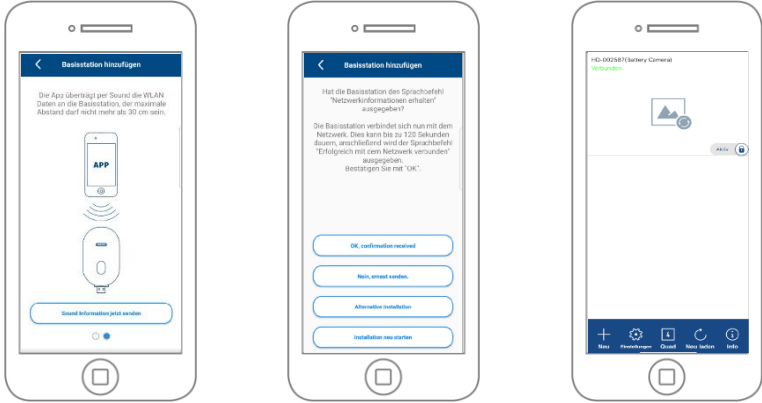 Basisstation hinzufügen
Die App überträgt per Sound die WLAN
Daten an die Basisstation, der maximale
Abstand darf nicht mehr als 30 cm sein.
APP
Sound Information jetzt senden
Basisstation hinzufügen
Hat die Basisstation des Sprachbefehl
"Netzwerkinformationen erhalten"
ausgegeben?
Die Basisstation verbindet sich nun mit dem
Netzwerk. Dies kann bis zu 120 Sekunden
dauern, anschließend wird der Sprachbefehl
"Erfolgreich mit dem Netzwerk verbunden"
ausgegeben.
Bestätigen Sie mit "OK".
OK, confirmation received
Nein, erneut senden.
Alternative Installation
Installation neu starten
HD-002587(Battery Camera)
Verbunden
Aktiv
Neu Einstellungen Quad Neu laden Info